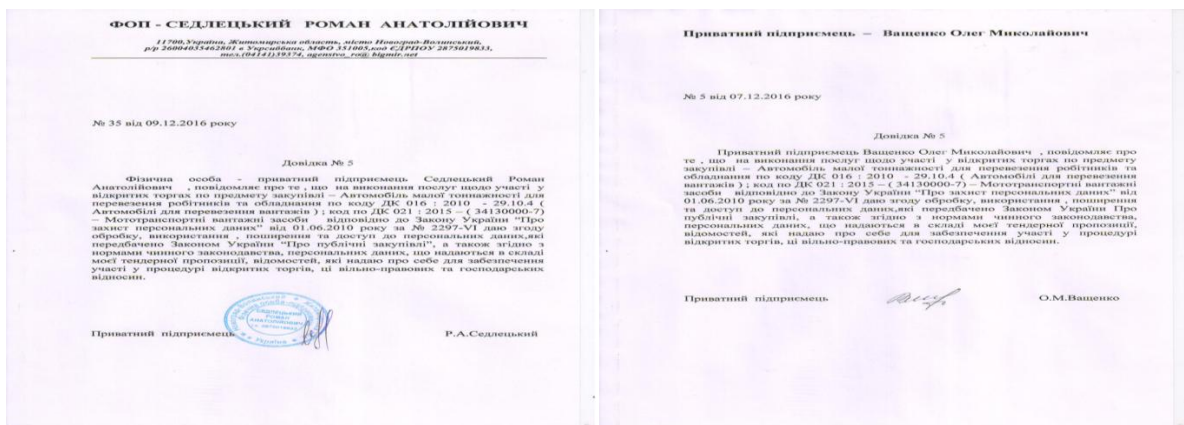 ФОП - СЕДЛЕЦЬКИЙ РОМАН АНАТОЛІЙОВИЧ
11700,Україна, Житомирська область, місто Новоград-Волинський,
р/р 26004055462801 в Укрсиббанк, МФО 351005,код ЄДРПОУ 2875019833,
тел.(04141)39374, agenstvo_ro@ bigmir.net
№ 35 від 09.12.2016 року
Довідка № 5
Фізична особа - приватний підприємець Седлецький Роман
Анатолійович , повідомляє про те , що на виконання послуг щодо участі у
відкритих торгах по предмету закупівлі – Автомобіль малої тоннажності для
перевезення робітників та обладнання по коду ДК 016 : 2010 - 29.10.4 (
Автомобілі для перевезення вантажів ) ; код по ДК 021 : 2015 – ( 34130000-7)
– Мототранспортні вантажні засоби відповідно до Закону України “Про
захист персональних даних” від 01.06.2010 року за № 2297-VI даю згоду
обробку, використання , поширення та доступ до персональних даних,які
передбачено Законом України “Про публічні закупівлі”, а також згідно з
нормами чинного законодавства, персональних даних, що надаються в складі
моєї тендерної пропозиції, відомостей, які надаю про себе для забезпечення
участі у процедурі відкритих торгів, ці вільно-правових та господарських
відносин.
Приватний підприємець
Р.А.Седлецький
СЕДЛЕЦЬКИЙ
РОМАН
АНАТОЛІЙОВИЧ
Україна
Приватний підприємець – Ващенко Олег Миколайович
№ 5 від 07.12.2016 року
Довідка № 5
Приватний підприємець Ващенко Олег Миколайович , повідомляє про
те , що на виконання послуг щодо участі у відкритих торгах по предмету
закупівлі – Автомобіль малої тоннажності для перевезення робітників та
обладнання по коду ДК 016 : 2010 - 29.10.4 ( Автомобілі для перевезення
вантажів ) ; код по ДК 021 : 2015 – ( 34130000-7) – Мототранспортні вантажні
засоби відповідно до Закону України “Про захист персональних даних” від
01.06.2010 року за № 2297-VI даю згоду обробку, використання , поширення
та доступ до персональних даних,які передбачено Законом України Про
публічні закупівлі, а також згідно з нормами чинного законодавства,
персональних даних, що надаються в складі моєї тендерної пропозиції,
відомостей, які надаю про себе для забезпечення участі у процедурі
відкритих торгів, ці вільно-правових та господарських відносин.
Приватний підприємець
О.М.Ващенко